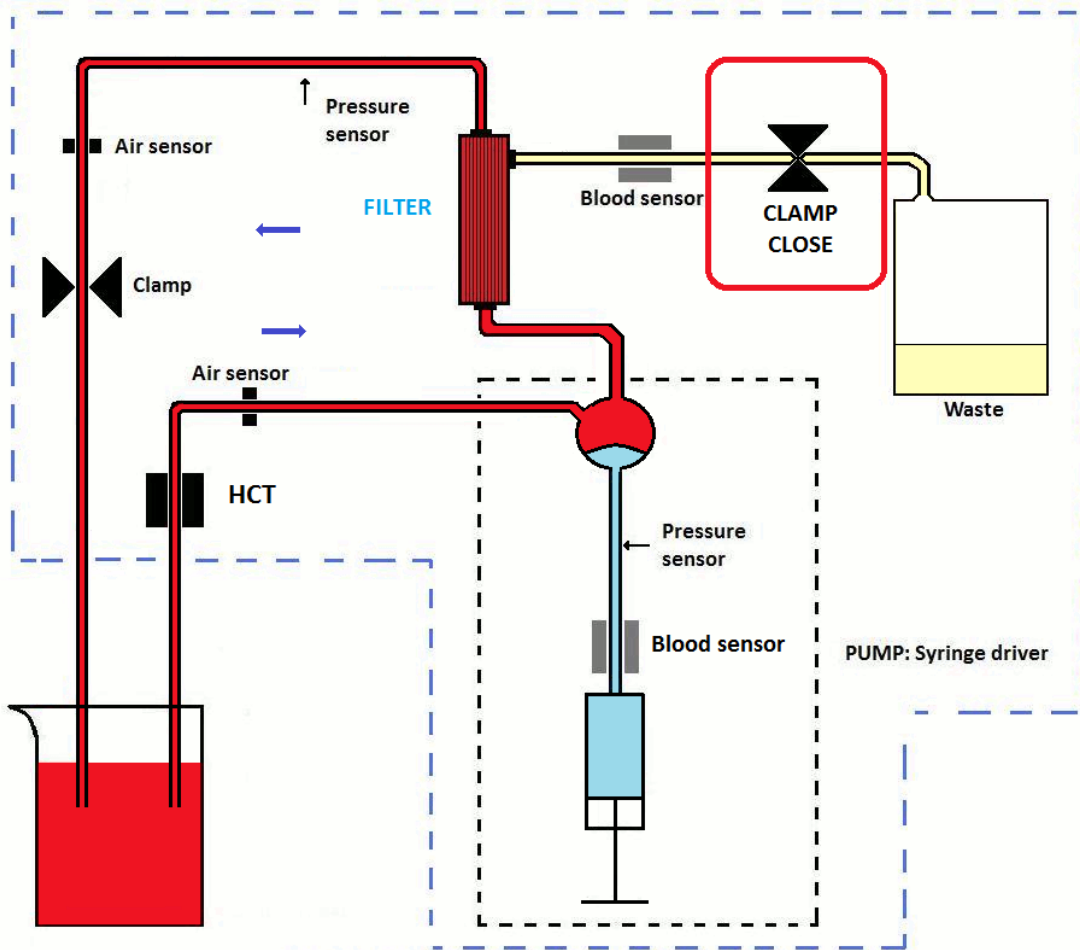 Pressure
sensor
Air sensor
FILTER
Blood sensor
CLAMP
CLOSE
Clamp
Air sensor
Waste
HCT
Pressure
sensor
Blood sensor
PUMP: Syringe driver